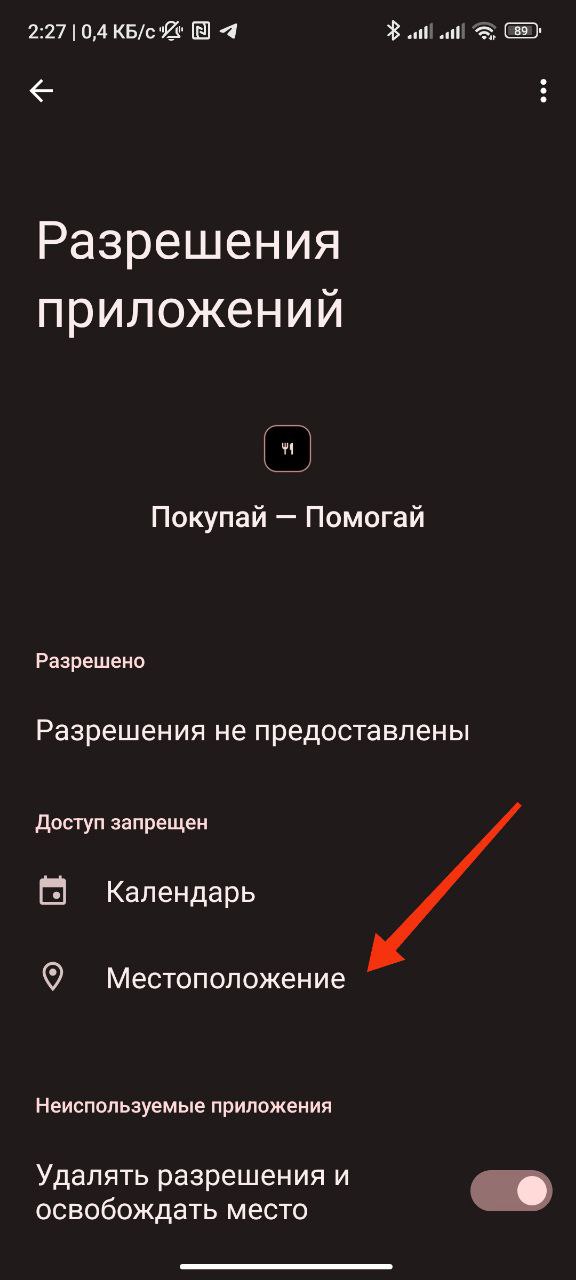 2:27 | 0,4 КБ/с
89
Разрешения
приложений
Покупай — Помогай
Разрешено
Разрешения не предоставлены
Доступ запрещен
Календарь
Местоположение
Неиспользуемые приложения
Удалять разрешения и
освобождать место